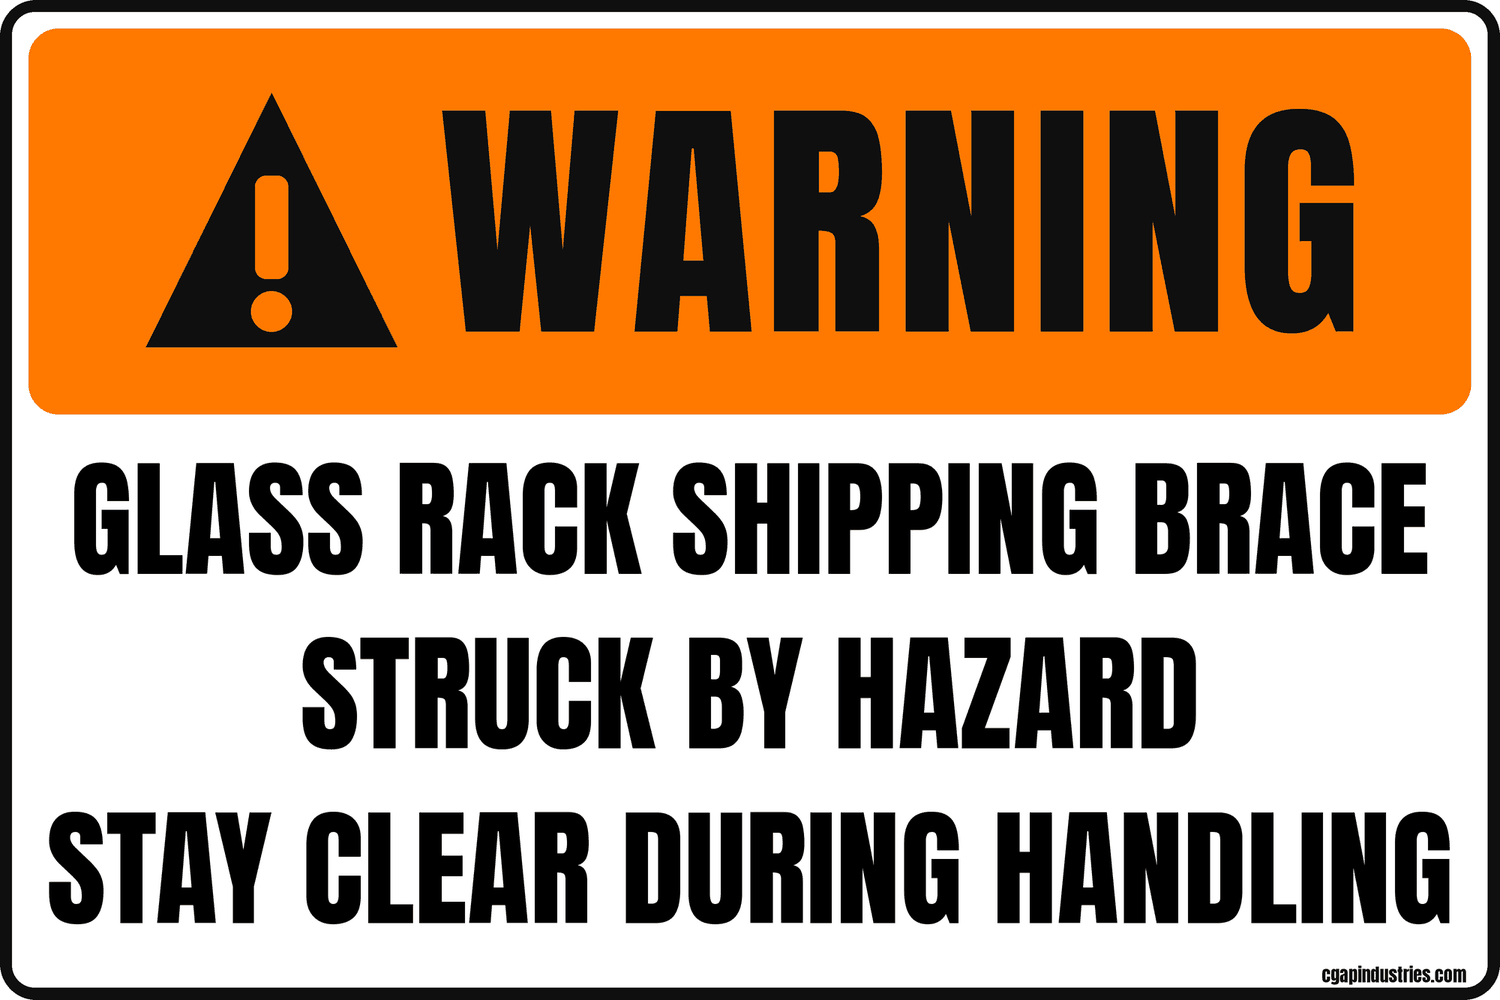 WARNING
GLASS RACK SHIPPING BRACE
STRUCK BY HAZARD
STAY CLEAR DURING HANDLING
cgapindustries.com